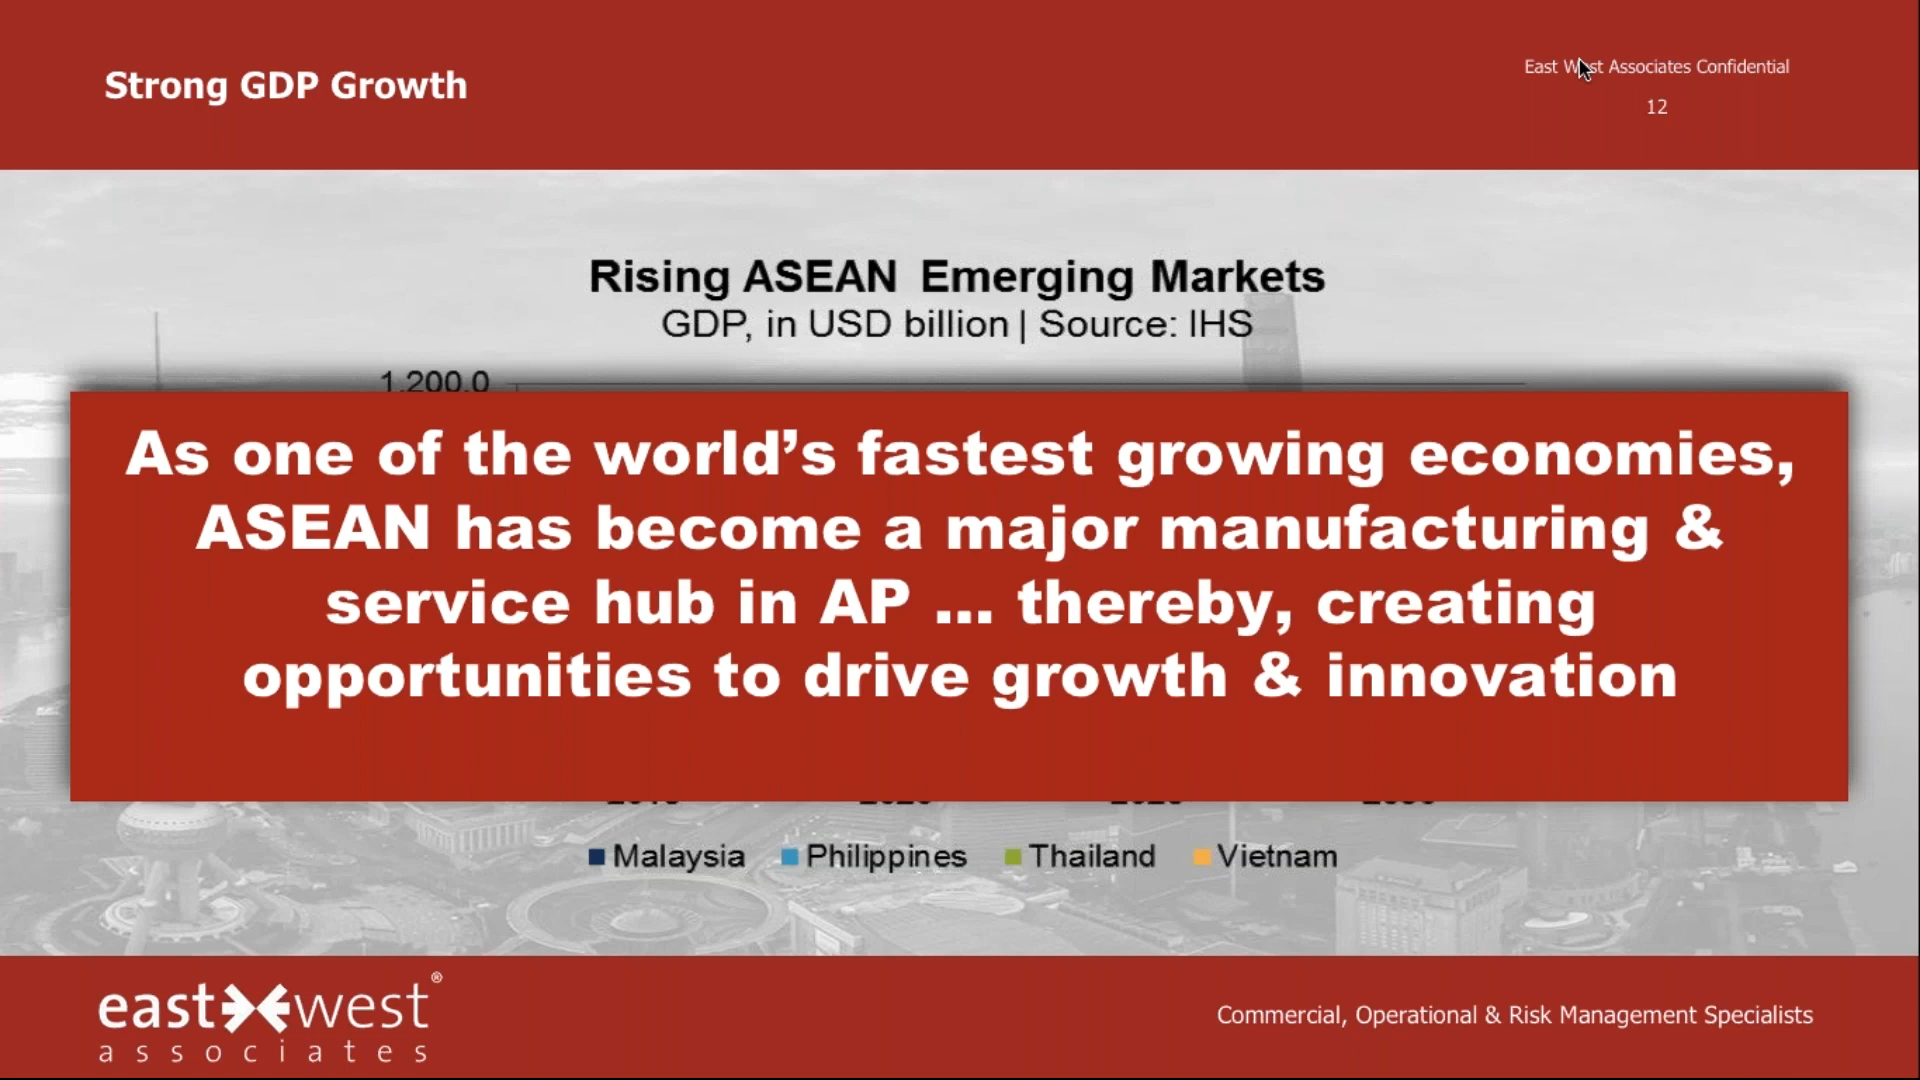 Strong GDP Growth
East West Associates Confidential
12
Rising ASEAN Emerging Markets
GDP, in USD billion | Source: IHS
1,200.0
As one of the world’s fastest growing economies,
ASEAN has become a major manufacturing &
service hub in AP ... thereby, creating
opportunities to drive growth & innovation
Malaysia Philippines Thailand Vietnam
east west®
associates
Commercial, Operational & Risk Management Specialists